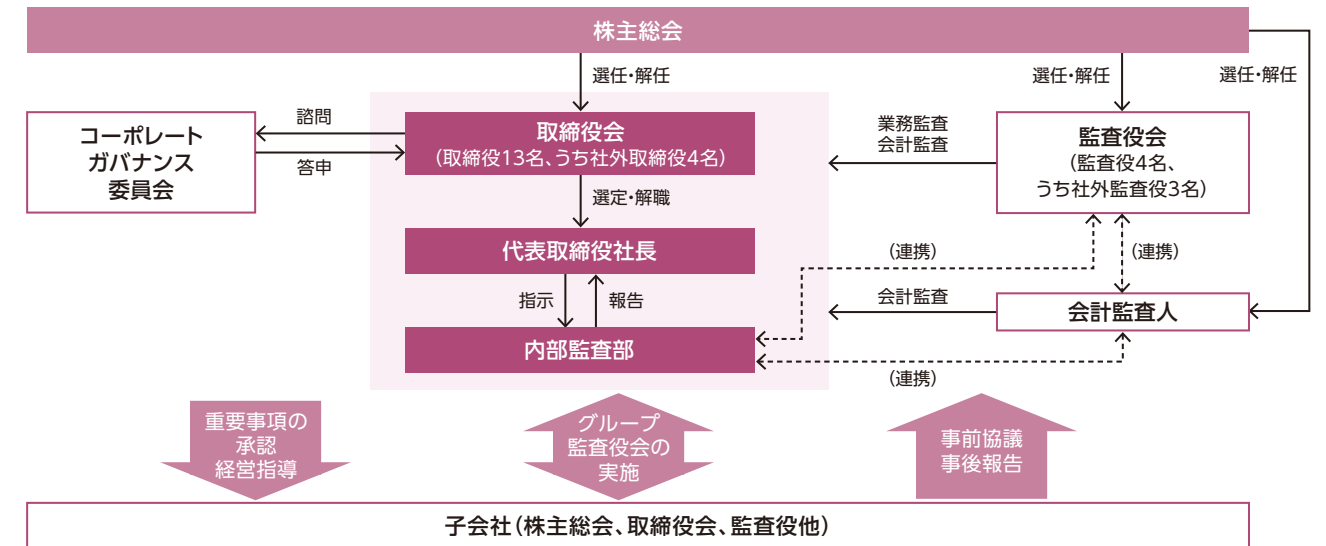 株主総会
選任・解任
選任・解任
選任・解任
コーポレート
ガバナンス
委員会
諮問
答申
取締役会
(取締役13名、うち社外取締役4名)
業務監査
会計監査
監査役会
(監査役4名、
うち社外監査役3名)
選定・解職
代表取締役社長
(連携)
(連携)
指示
報告
会計監査
会計監査人
内部監査部
(連携)
重要事項の
承認
経営指導
グループ
監査役会の
実施
事前協議
事後報告
子会社(株主総会、取締役会、監査役他)